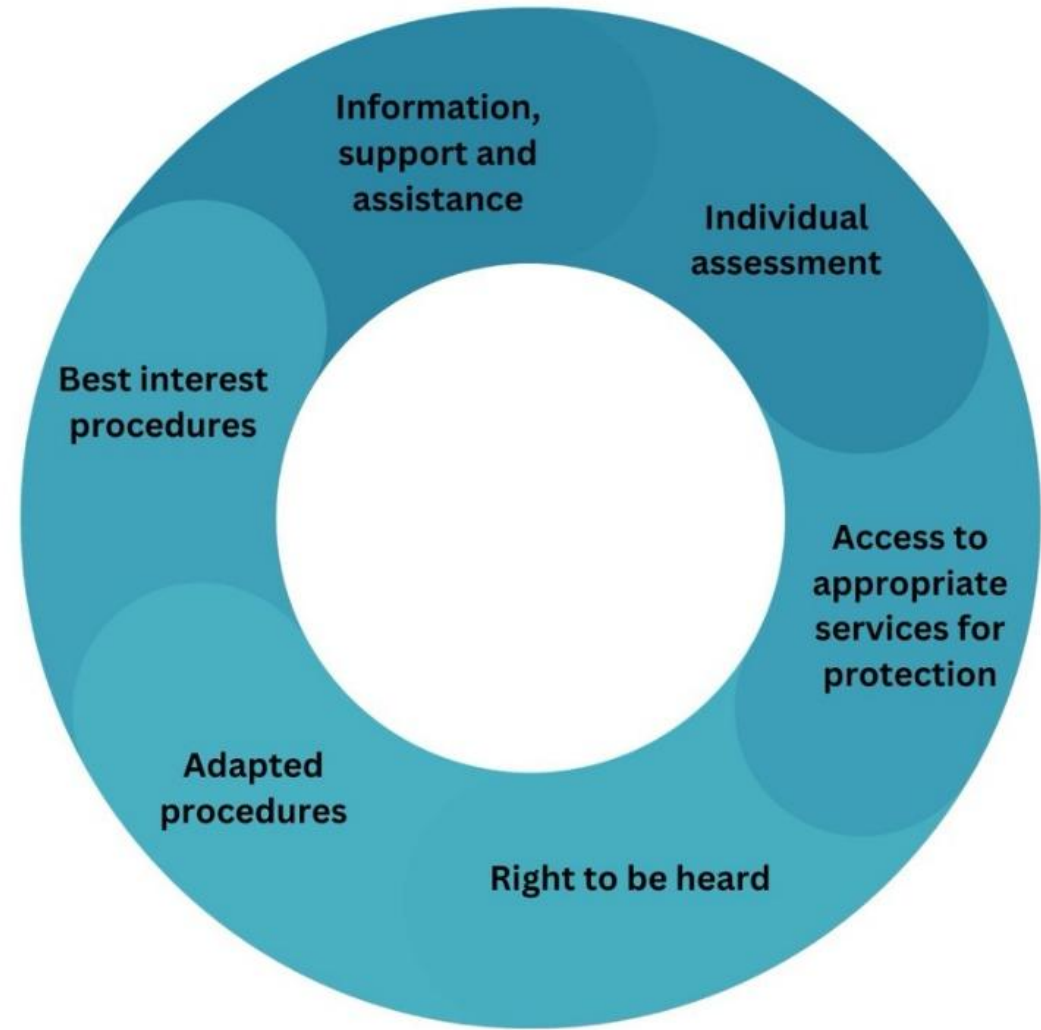 Information,
support and
assistance
Individual
assessment
Access to
appropriate
services for
protection
Right to be heard
Adapted
procedures
Best interest
procedures